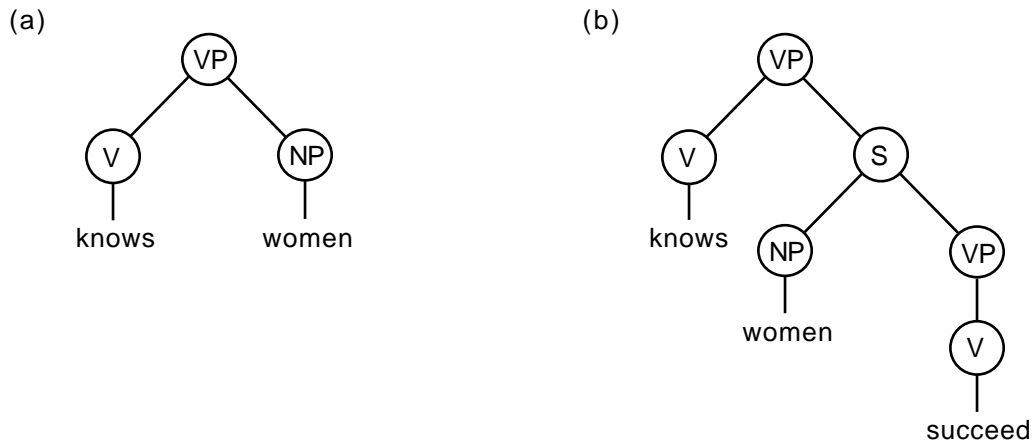 (a) (b)
VP VP
V NP V S
knows women knows NP VP
women V
succeed